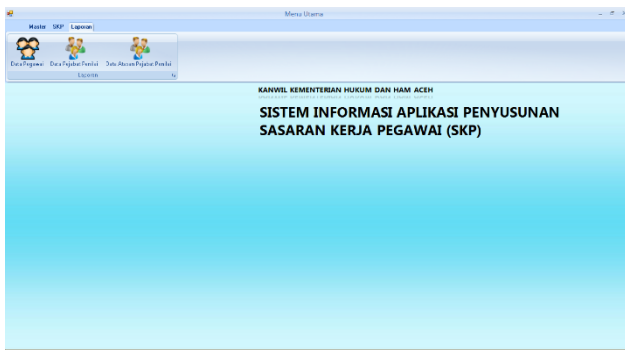 Menu Utama
Master SKP Laporan
Data Pegawai Data Pejabat Penilai Data Atasan Pejabat Penilai
Laporan
KANWIL KEMENTERIAN HUKUM DAN HAM ACEH
SISTEM INFORMASI APLIKASI PENYUSUNAN
SASARAN KERJA PEGAWAI (SKP)